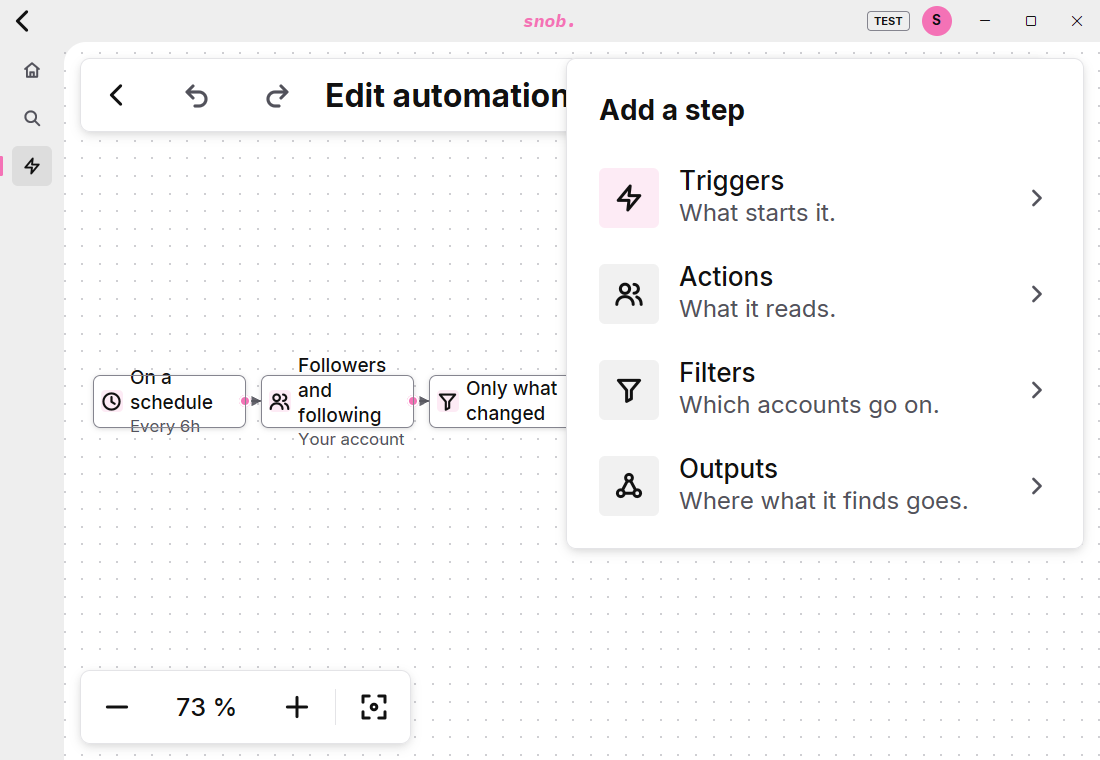 snob.
TEST
S
Edit automation
Add a step
Triggers
What starts it.
Actions
What it reads.
Filters
Which accounts go on.
Outputs
Where what it finds goes.
On a
schedule
Every 6h
Followers
and
following
Your account
Only what
changed
73 %